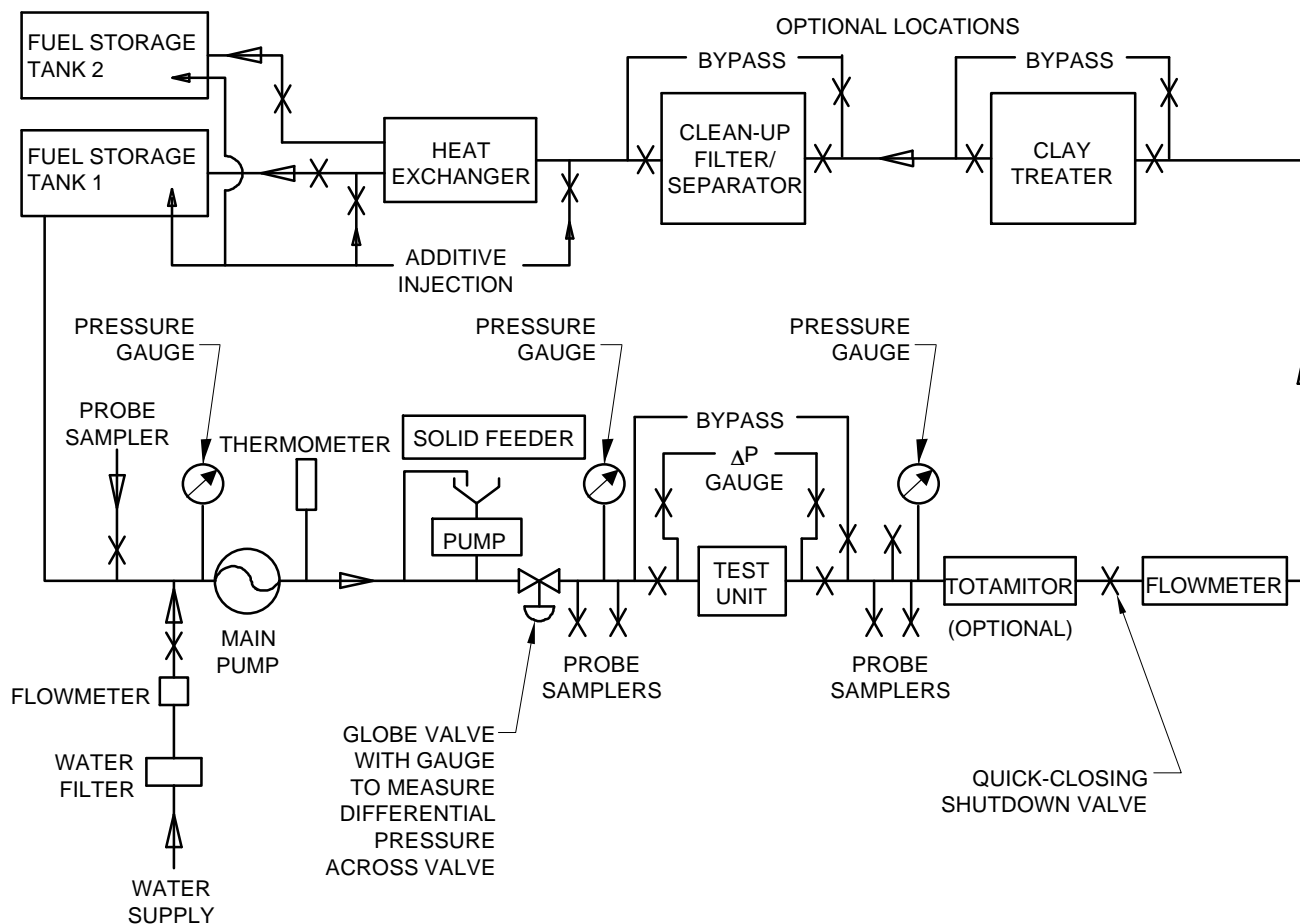 FUEL STORAGE
TANK 2
OPTIONAL LOCATIONS
BYPASS
BYPASS
FUEL STORAGE
TANK 1
HEAT
EXCHANGER
CLEAN-UP
FILTER/
SEPARATOR
CLAY
TREATER
ADDITIVE
INJECTION
PRESSURE
GAUGE
PRESSURE
GAUGE
PRESSURE
GAUGE
PROBE
SAMPLER
THERMOMETER
SOLID FEEDER
BYPASS
ΔP
GAUGE
PUMP
TEST
UNIT
TOTAMITOR
(OPTIONAL)
FLOWMETER
MAIN
PUMP
PROBE
SAMPLERS
PROBE
SAMPLERS
FLOWMETER
WATER
FILTER
GLOBE VALVE
WITH GAUGE
TO MEASURE
DIFFERENTIAL
PRESSURE
ACROSS VALVE
QUICK-CLOSING
SHUTDOWN VALVE
WATER
SUPPLY